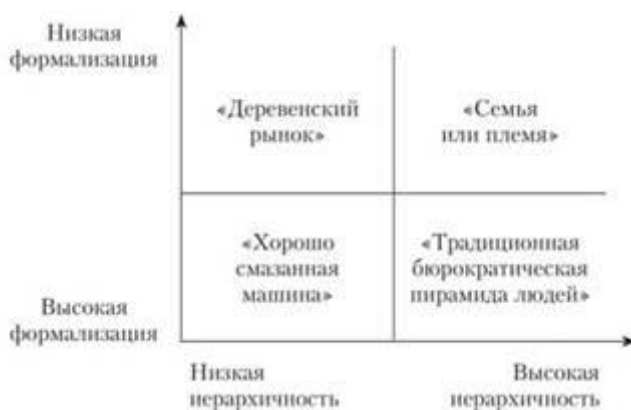 Низкая
формализация
«Деревенский
рынок»
«Семья
или племя»
«Хорошо
смазанная
машина»
«Традиционная
бюрократическая
пирамида людей»
Высокая
формализация
Низкая
иерархичность
Высокая
иерархичность